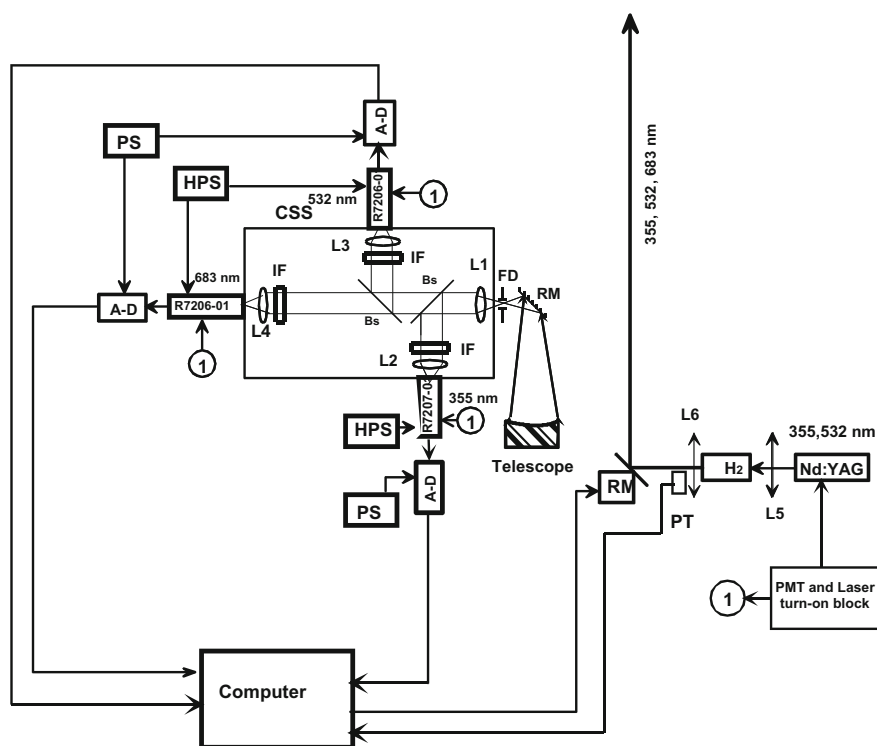 A-D
PS
HPS
532 nm
R7206-0
1
CSS
L3
IF
683 nm
IF
Bs
L1
FD
RM
A-D
R7206-01
L4
Bs
1
IF
L2
R7207-03
355 nm
1
HPS
A-D
PS
Telescope
355, 532, 683 nm
L6
355,532 nm
H2
Nd:YAG
RM
PT
L5
PMT and Laser
turn-on block
1
Computer